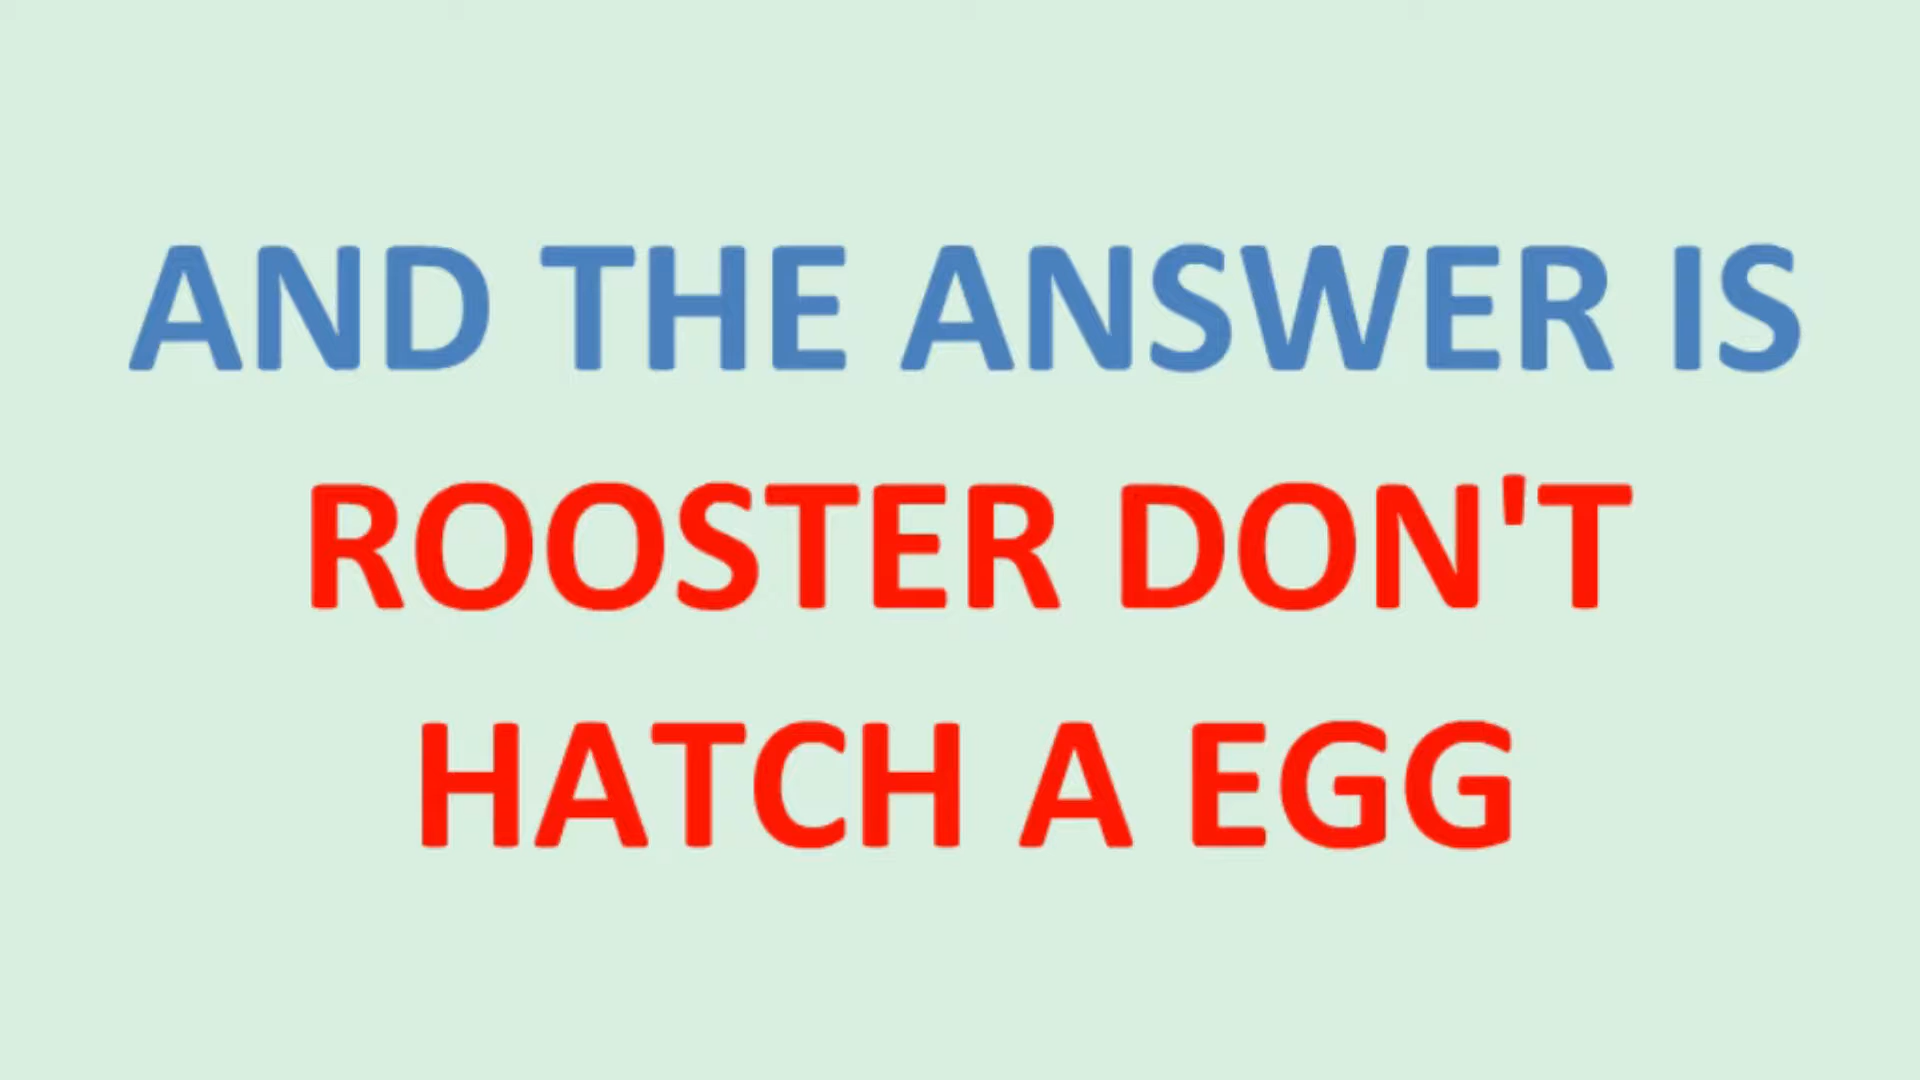 AND THE ANSWER IS
ROOSTER DON'T
HATCH A EGG